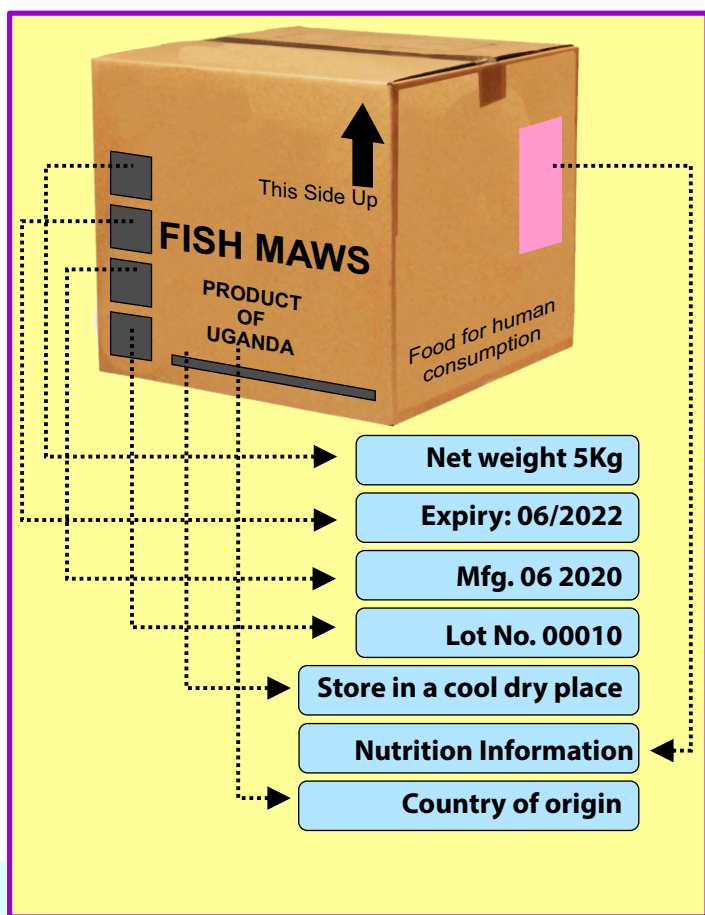 This Side Up
FISH MAWS
PRODUCT
OF
UGANDA
Food for human
consumption
Net weight 5Kg
Expiry: 06/2022
Mfg. 06 2020
Lot No. 00010
Store in a cool dry place
Nutrition Information
Country of origin